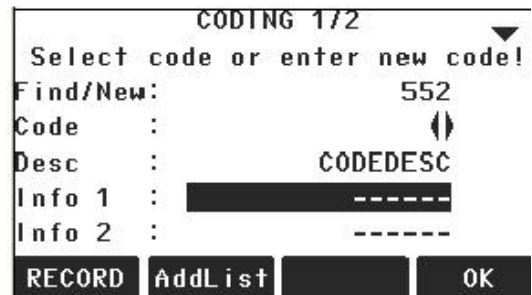 CODING 1/2
Select code or enter new code!
Find/New: 552
Code :
Desc : CODEDESC
Info 1 : ------
Info 2 : ------
RECORD AddList OK